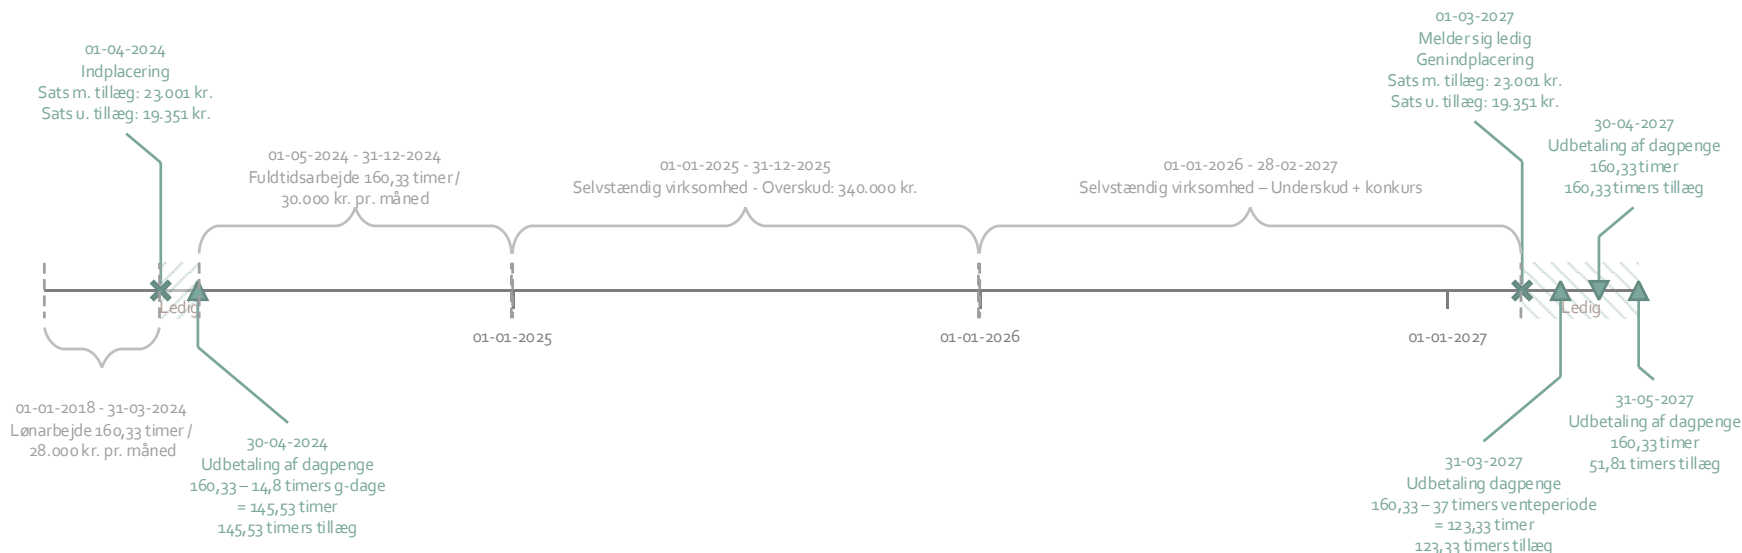 01-04-2024
Indplacering
Sats m. tillæg: 23.001 kr.
Sats u. tillæg: 19.351 kr.
01-03-2027
Melder sig ledig
Genindplacering
Sats m. tillæg: 23.001 kr.
Sats u. tillæg: 19.351 kr.
30-04-2027
Udbetaling af dagpenge
160,33 timer
160,33 timers tillæg
01-05-2024 - 31-12-2024
Fuldtidsarbejde 160,33 timer /
30.000 kr. pr. måned
01-01-2025 - 31-12-2025
Selvstændig virksomhed - Overskud: 340.000 kr.
01-01-2026 - 28-02-2027
Selvstændig virksomhed – Underskud + konkurs
Ledig
Ledig
01-01-2025
01-01-2026
01-01-2027
01-01-2018 - 31-03-2024
Lønarbejde 160,33 timer /
28.000 kr. pr. måned
30-04-2024
Udbetaling af dagpenge
160,33 – 14,8 timers g-dage
= 145,53 timer
145,53 timers tillæg
31-03-2027
Udbetaling dagpenge
160,33 – 37 timers venteperiode
= 123,33 timer
123,33 timers tillæg
31-05-2027
Udbetaling af dagpenge
160,33 timer
51,81 timers tillæg